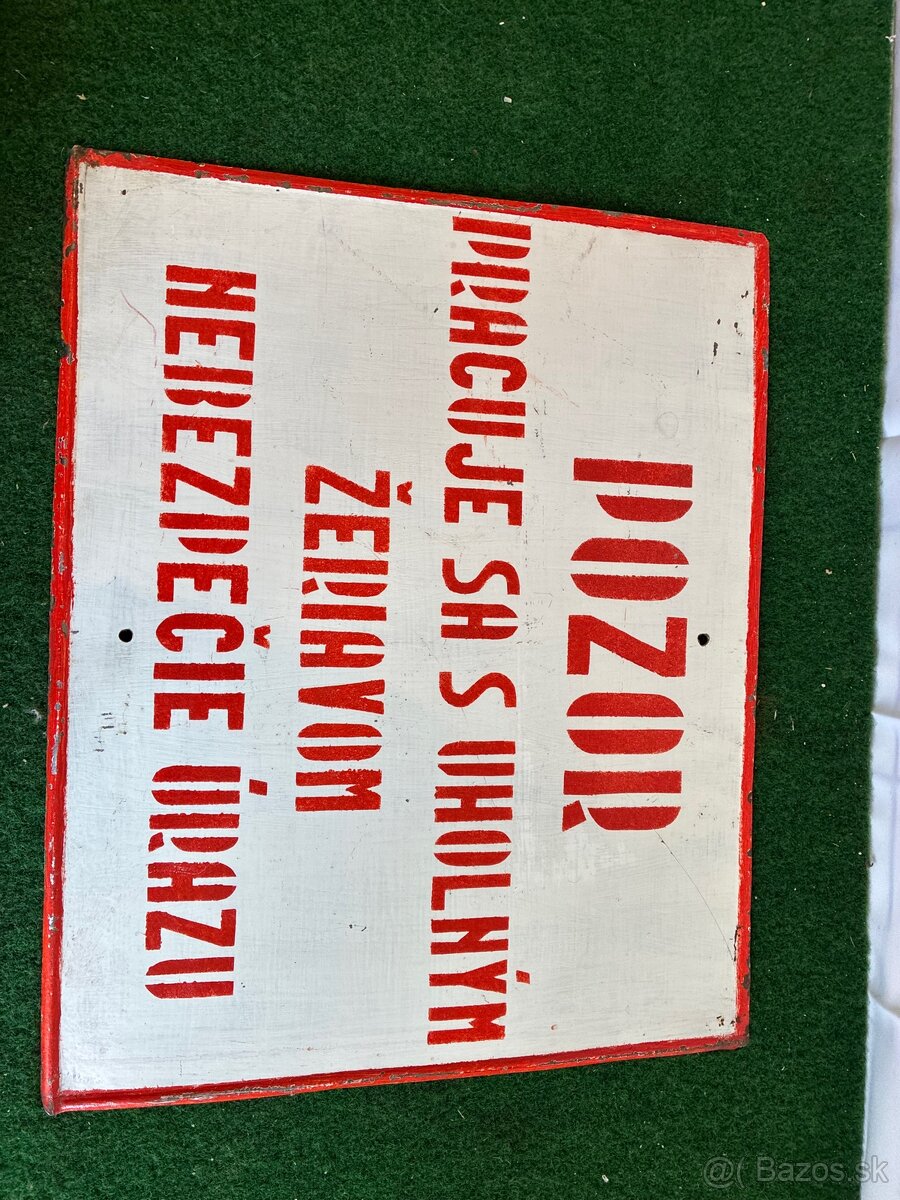 POZOR
PRACUJE SA S UHOLNÝM
ŽERIAVOM
NEBEZPEČIE ÚRAZU
@( Bazos.sk